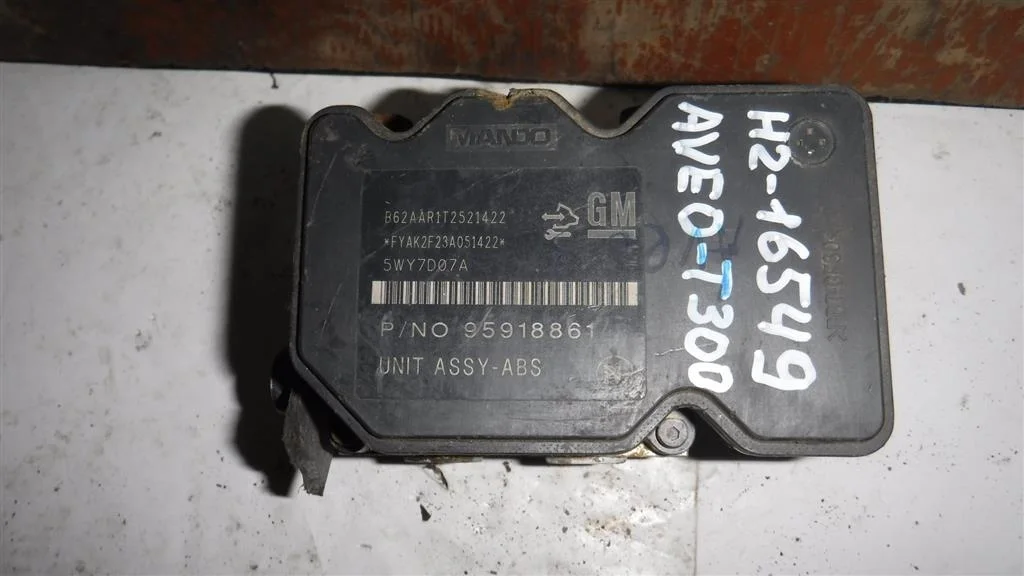 MANDO
B62AAR1T2521422
GM
*FYAK2F23A051422*
5WY7D07A
P/NO 95918861
UNIT ASSY-ABS
H2-16549
AVEO-T300